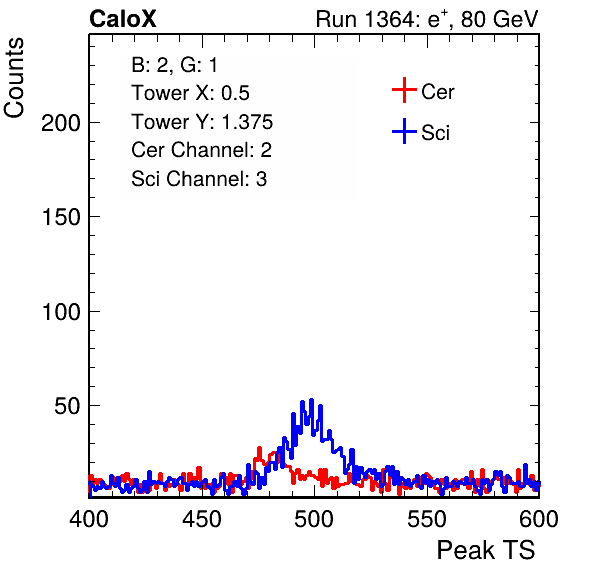 CaloX Run 1364: e⁺, 80 GeV
Counts
B: 2, G: 1
Tower X: 0.5
Tower Y: 1.375
Cer Channel: 2
Sci Channel: 3
Cer
Sci
200
150
100
50
400 450 500 550 600
Peak TS